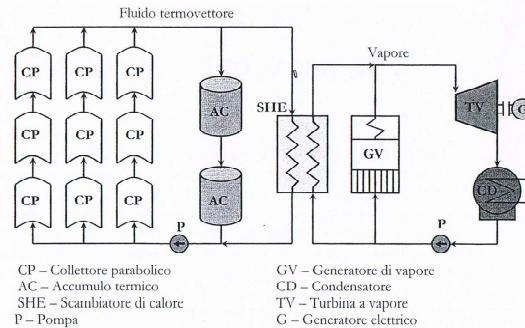 Fluido termovettore
Vapore
CP CP CP
AC
SHE
TV
G
CP CP CP
GV
AC
CD
CP CP CP
P
P
CP – Collettore parabolico
AC – Accumulo termico
SHE – Scambiatore di calore
P – Pompa
GV – Generatore di vapore
CD – Condensatore
TV – Turbina a vapore
G – Generatore elettrico